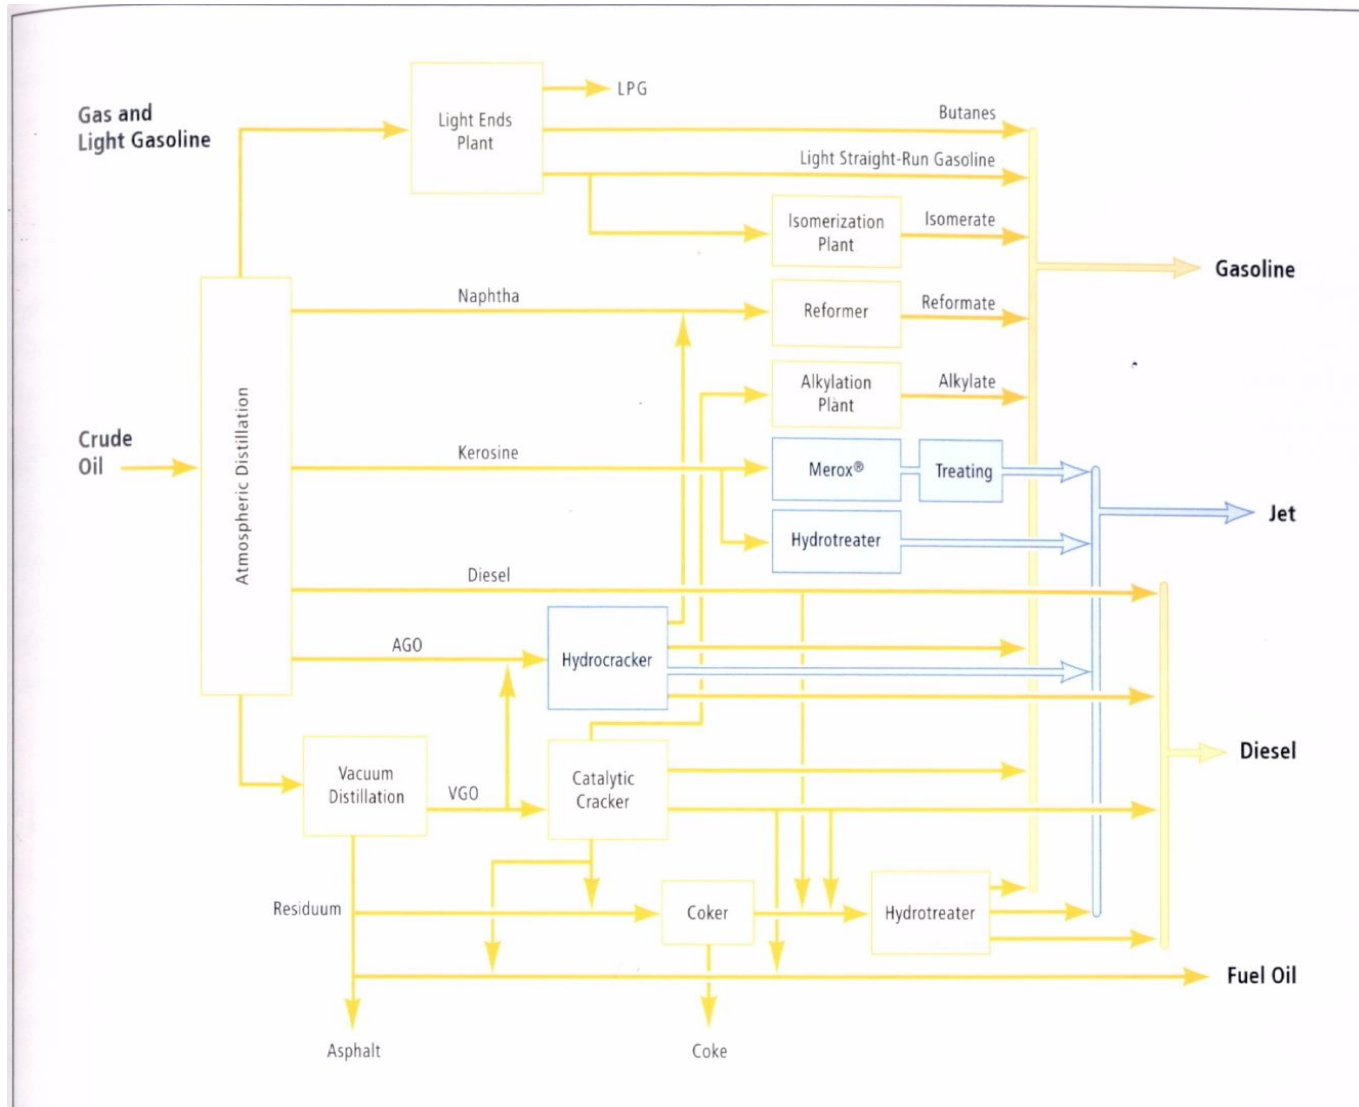 LPG
Gas and
Light Gasoline
Light Ends
Plant
Butanes
Light Straight-Run Gasoline
Isomerization
Plant
Isomerate
Gasoline
Naphtha
Reformer
Reformate
Alkylation
Plant
Alkylate
Crude
Oil
Atmospheric Distillation
Kerosine
Merox®
Treating
Jet
Hydrotreater
Diesel
AGO
Hydrocracker
Diesel
Vacuum
Distillation
VGO
Catalytic
Cracker
Residuum
Coker
Hydrotreater
Fuel Oil
Asphalt
Coke